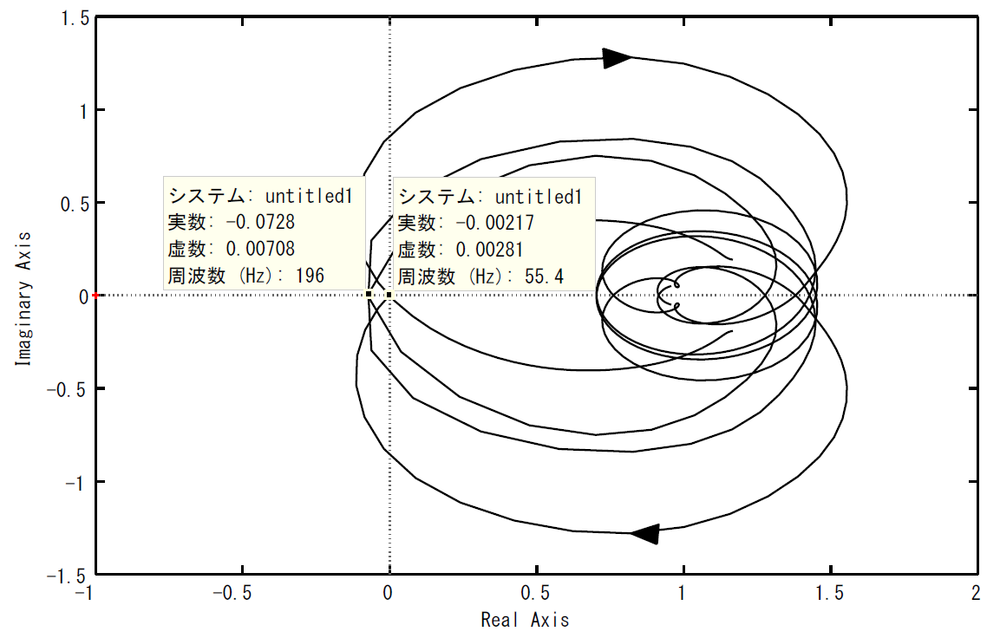 1.5
1
0.5
0
-0.5
-1
-1.5
Imaginary Axis
システム: untitled1
実数: -0.0728
虚数: 0.00708
周波数 (Hz): 196
システム: untitled1
実数: -0.00217
虚数: 0.00281
周波数 (Hz): 55.4
-1
-0.5
0
0.5
1
1.5
2
Real Axis